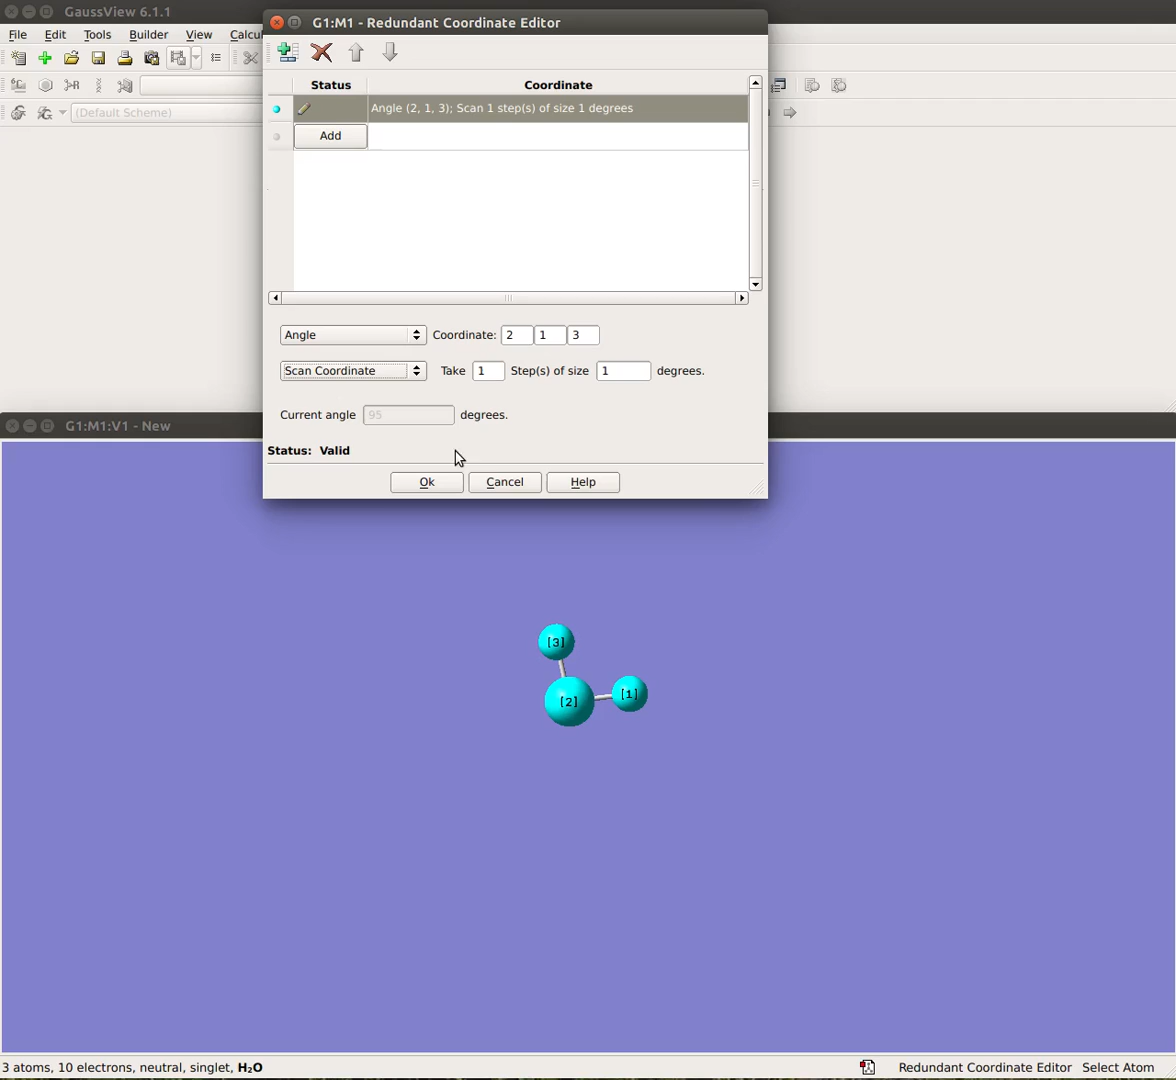 GaussView 6.1.1
File Edit Tools Builder View Calcu
(Default Scheme)
G1:M1 - Redundant Coordinate Editor
Status Coordinate
Angle (2, 1, 3); Scan 1 step(s) of size 1 degrees
Add
Angle Coordinate: 2 1 3
Scan Coordinate Take 1 Step(s) of size 1 degrees.
Current angle 95 degrees.
Status: Valid
Ok Cancel Help
G1:M1:V1 - New
[3]
[2] [1]
3 atoms, 10 electrons, neutral, singlet, H₂O Redundant Coordinate Editor Select Atom